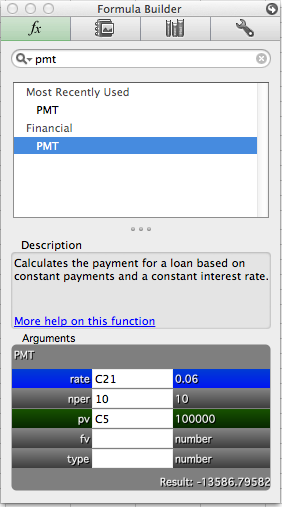 Formula Builder
fx
pmt
Most Recently Used
PMT
Financial
PMT
Description
Calculates the payment for a loan based on
constant payments and a constant interest rate.
More help on this function
Arguments
PMT
rate C21 0.06
nper 10 10
pv C5 100000
fv number
type number
Result: -13586.79582